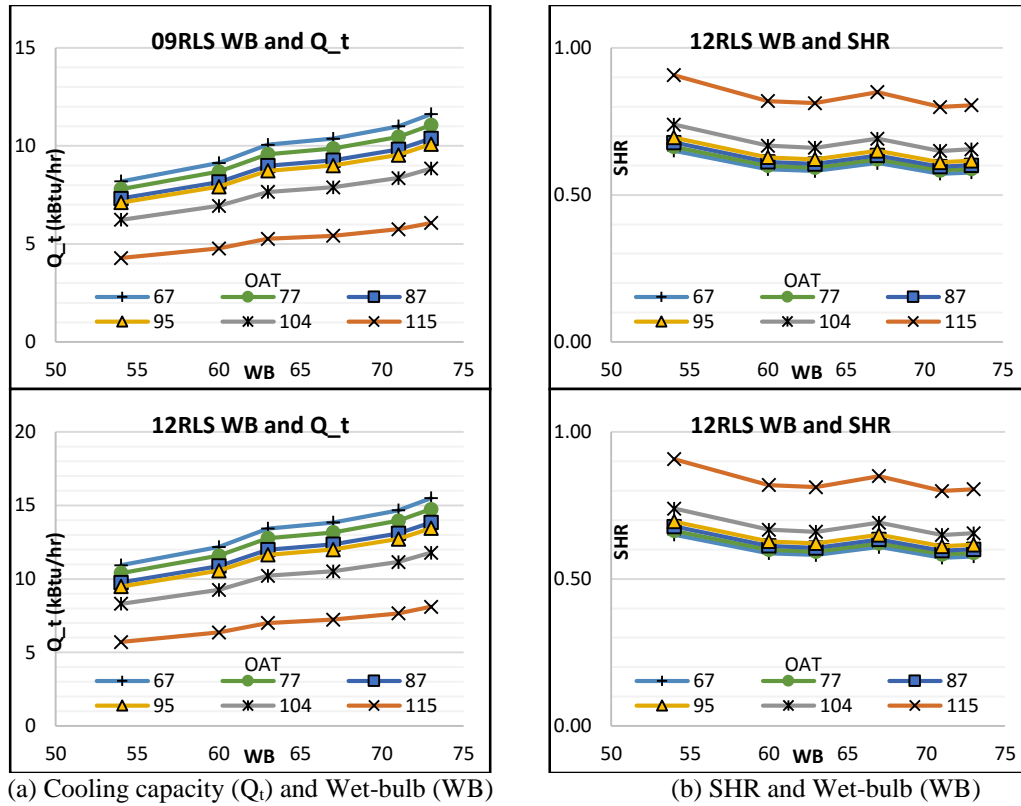 09RLS WB and Q_t
15
10
5
0
Q_t (kBtu/hr)
OAT
67 77 87
95 104 115
50 55 60 65 70 75
WB
12RLS WB and SHR
1.00
0.50
0.00
SHR
OAT
67 77 87
95 104 115
50 55 60 65 70 75
WB
12RLS WB and Q_t
20
15
10
5
0
Q_t (kBtu/hr)
OAT
67 77 87
95 104 115
50 55 60 65 70 75
WB
12RLS WB and SHR
1.00
0.50
0.00
SHR
OAT
67 77 87
95 104 115
50 55 60 65 70 75
WB
(a) Cooling capacity (Qt) and Wet-bulb (WB)
(b) SHR and Wet-bulb (WB)